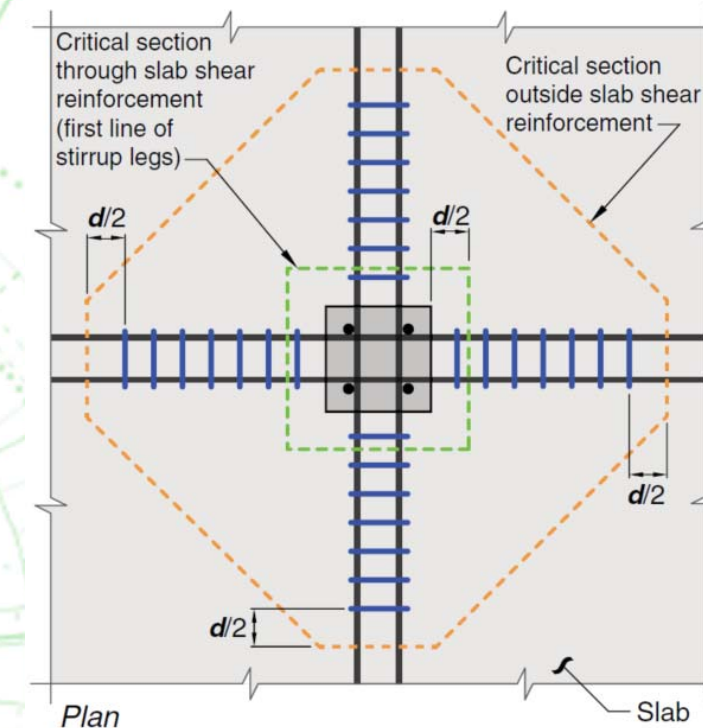 Critical section
through slab shear
reinforcement
(first line of
stirrup legs)
Critical section
outside slab shear
reinforcement
d/2
d/2
d/2
d/2
Plan
Slab